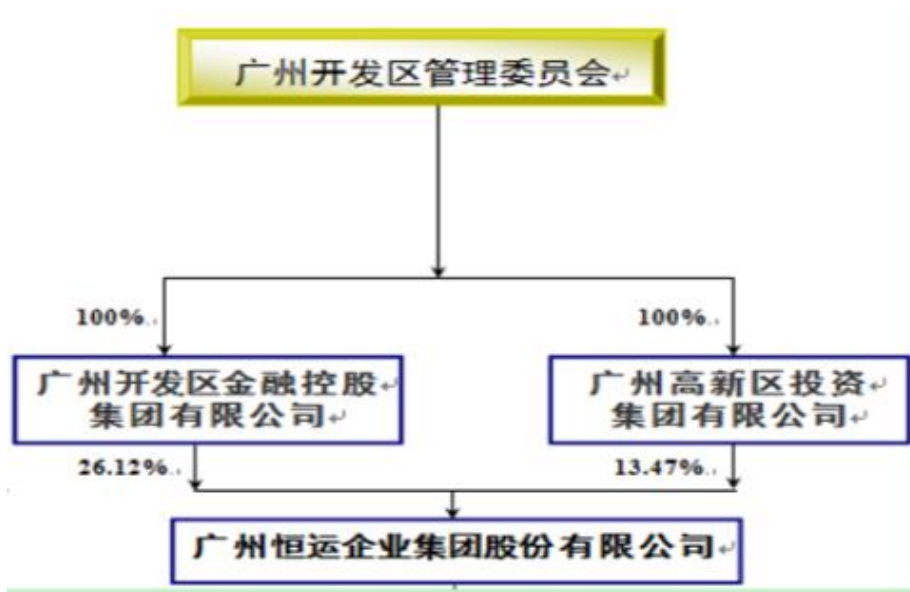 广州开发区管理委员会
100%
100%
广州开发区金融控股
集团有限公司
广州高新区投资
集团有限公司
26.12%
13.47%
广州恒运企业集团股份有限公司